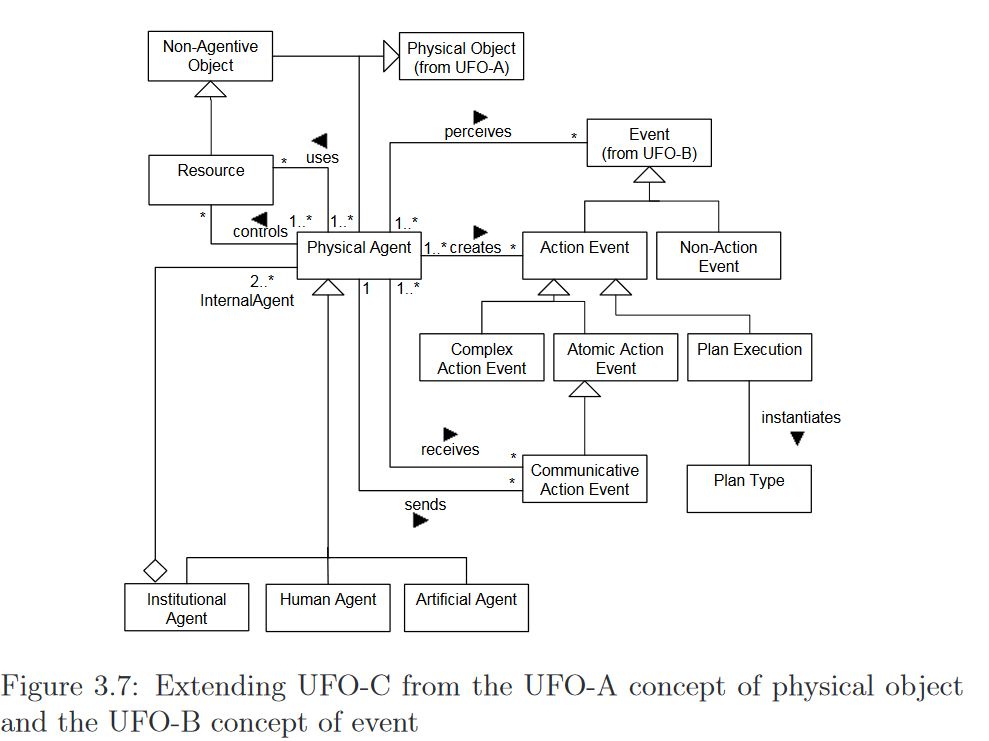 Non-Agentive
Object
Physical Object
(from UFO-A)
perceives
*
Event
(from UFO-B)
Resource
*
uses
*
controls
1..*
1..*
1..*
Physical Agent
1..*
creates
*
Action Event
Non-Action
Event
2..*
InternalAgent
1
1..*
Complex
Action Event
Atomic Action
Event
Plan Execution
instantiates
receives
*
*
Communicative
Action Event
Plan Type
sends
Institutional
Agent
Human Agent
Artificial Agent
Figure 3.7: Extending UFO-C from the UFO-A concept of physical object
and the UFO-B concept of event